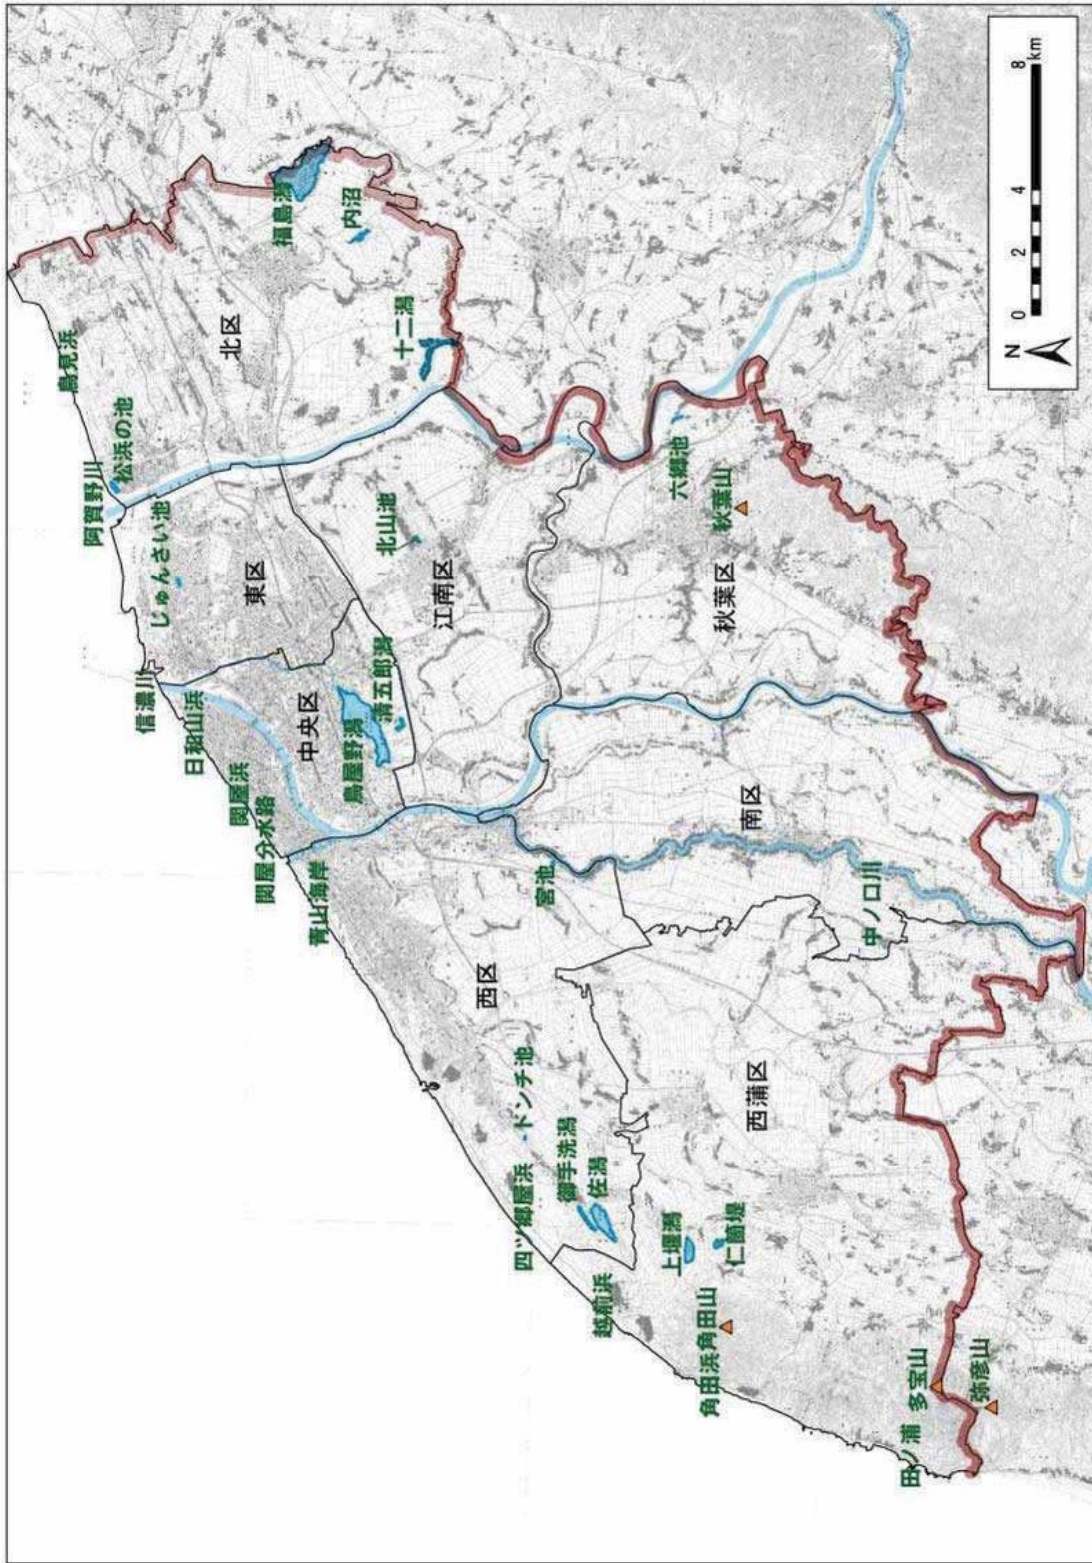 阿賀野川
松浜の池
島見浜
じゅんさい池
信濃川
日和山浜
関屋浜
関屋分水路
青山海岸
北区
福島潟
内沼
十二潟
東区
北山池
中央区
鳥屋野潟
清五郎潟
江南区
六郷池
秋葉山
秋葉区
西区
宮池
南区
中ノ口川
ドンチ池
四ツ郷屋浜
御手洗潟
佐潟
西蒲区
越前浜
上堰潟
仁箇堤
角田浜
角田山
田ノ浦
多宝山
弥彦山
N
0 2 4 8
km